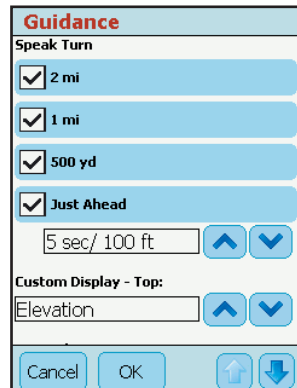 Guidance
Speak Turn
2 mi
1 mi
500 yd
Just Ahead
5 sec/ 100 ft
Custom Display - Top:
Elevation
Cancel
OK